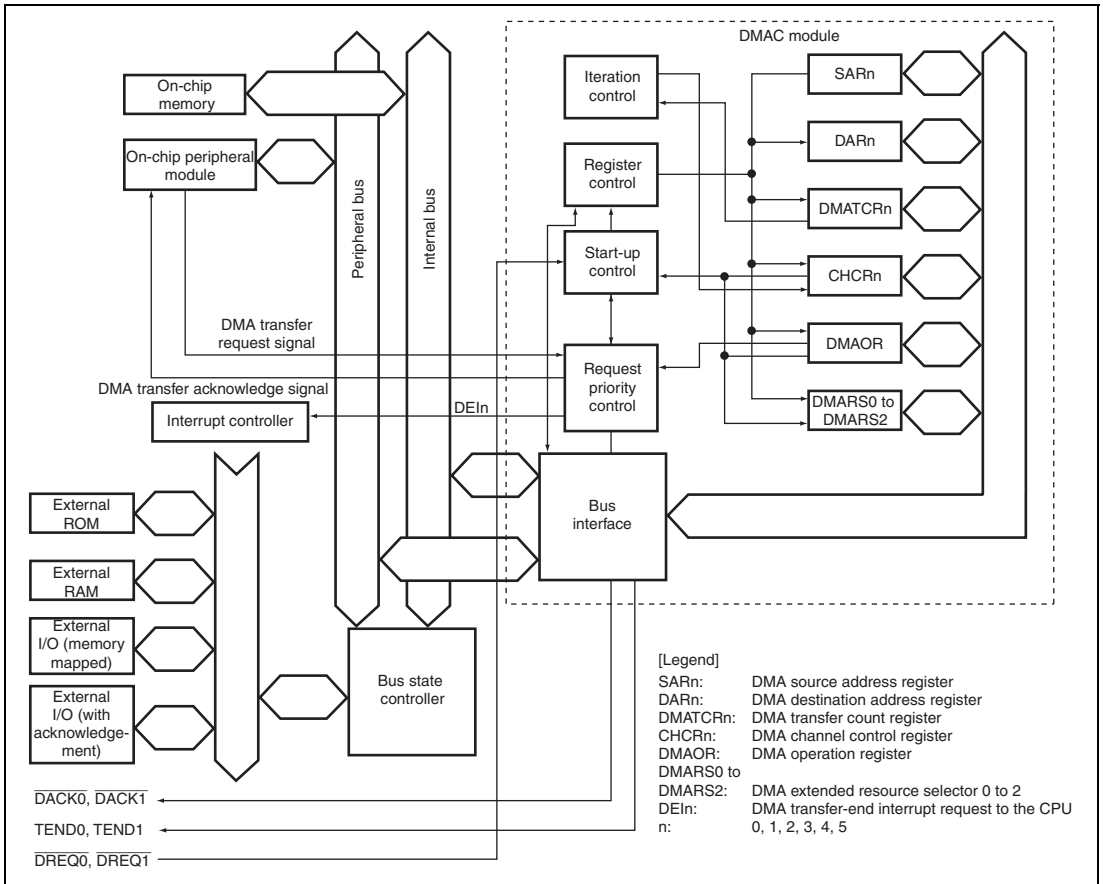 DMAC module
On-chip
memory
On-chip peripheral
module
Peripheral bus
Internal bus
Iteration
control
Register
control
Start-up
control
Request
priority
control
SARn
DARn
DMATCRn
CHCRn
DMAOR
DMARS0 to
DMARS2
DMA transfer
request signal
DMA transfer acknowledge signal
DEIn
Interrupt controller
Bus
interface
External
ROM
External
RAM
External
I/O (memory
mapped)
External
I/O (with
acknowledge-
ment)
Bus state
controller
DACK0, DACK1
TEND0, TEND1
DREQ0, DREQ1
[Legend]
SARn: DMA source address register
DARn: DMA destination address register
DMATCRn: DMA transfer count register
CHCRn: DMA channel control register
DMAOR: DMA operation register
DMARS0 to
DMARS2: DMA extended resource selector 0 to 2
DEIn: DMA transfer-end interrupt request to the CPU
n: 0, 1, 2, 3, 4, 5